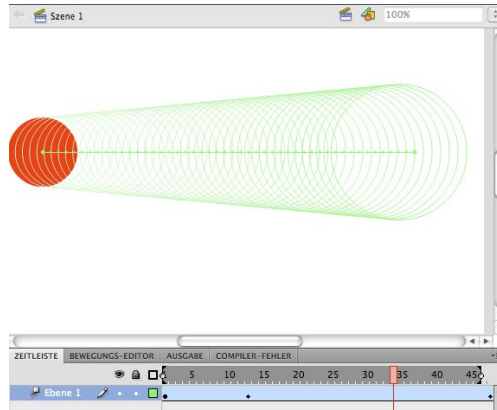 Szene 1 100%
ZEITLEISTE BEWEGUNGS-EDITOR AUSGABE COMPILER-FEHLER
5 10 15 20 25 30 35 40 45
Ebene 1